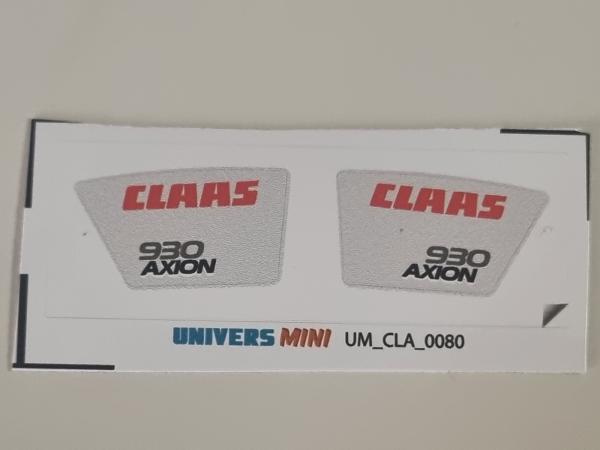 CLAAS
930
AXION
CLAAS
930
AXION
UNIVERS MINI UM_CLA_0080